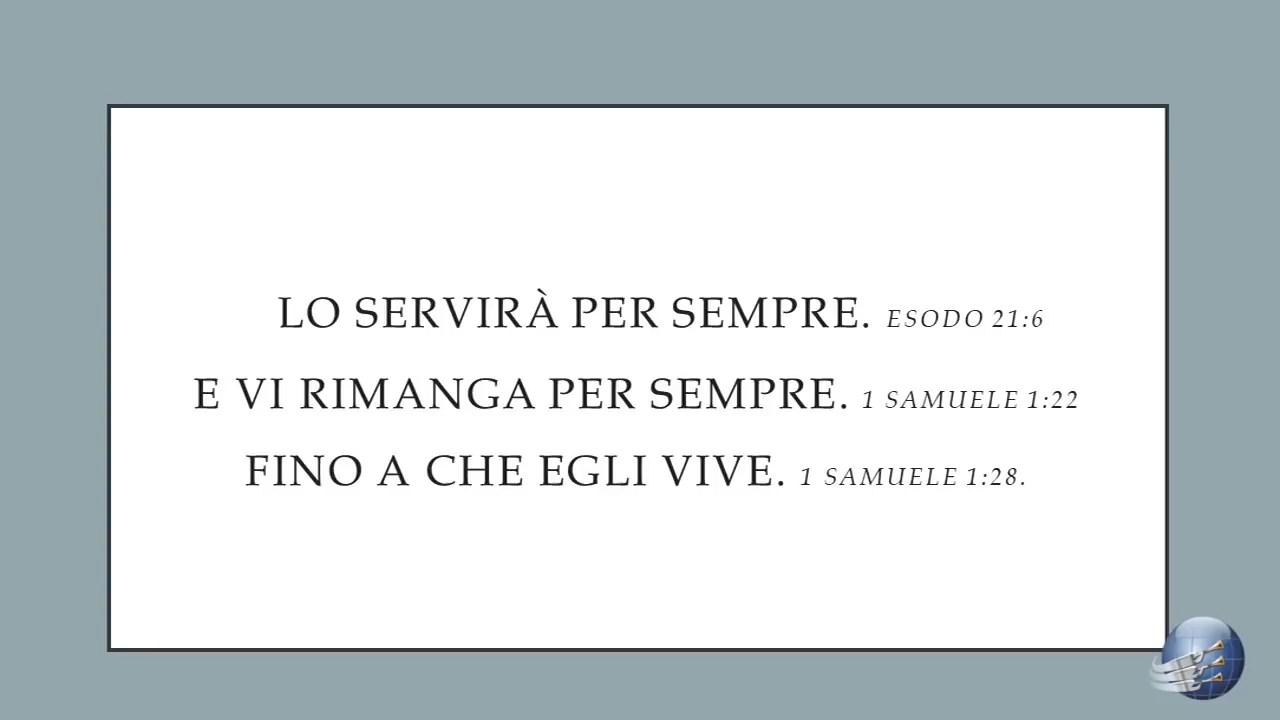 LO SERVIRÀ PER SEMPRE. ESODO 21:6
E VI RIMANGA PER SEMPRE. 1 SAMUELE 1:22
FINO A CHE EGLI VIVE. 1 SAMUELE 1:28.